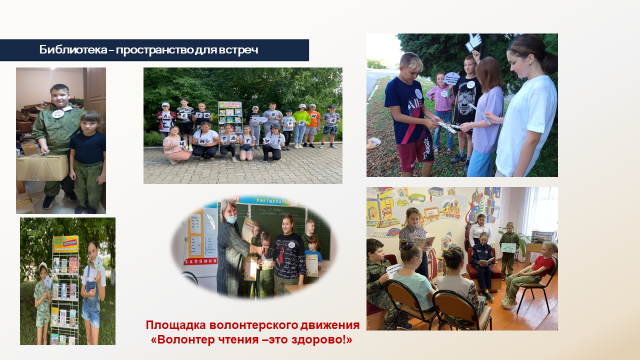 Библиотека – пространство для встреч
Площадка волонтерского движения
«Волонтер чтения –это здорово!»